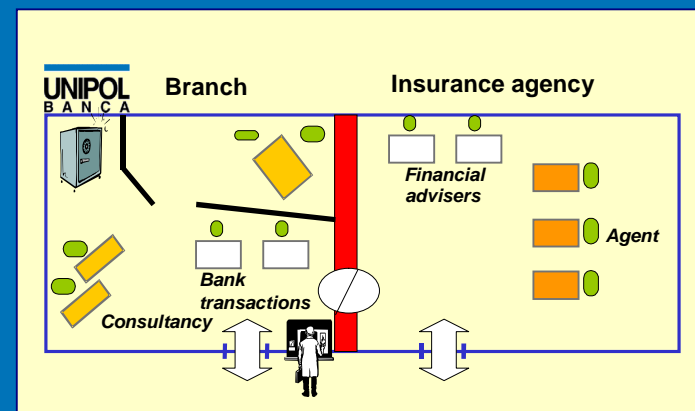 UNIPOL
BANCA
Branch
Insurance agency
Financial
advisers
Agent
Bank
transactions
Consultancy